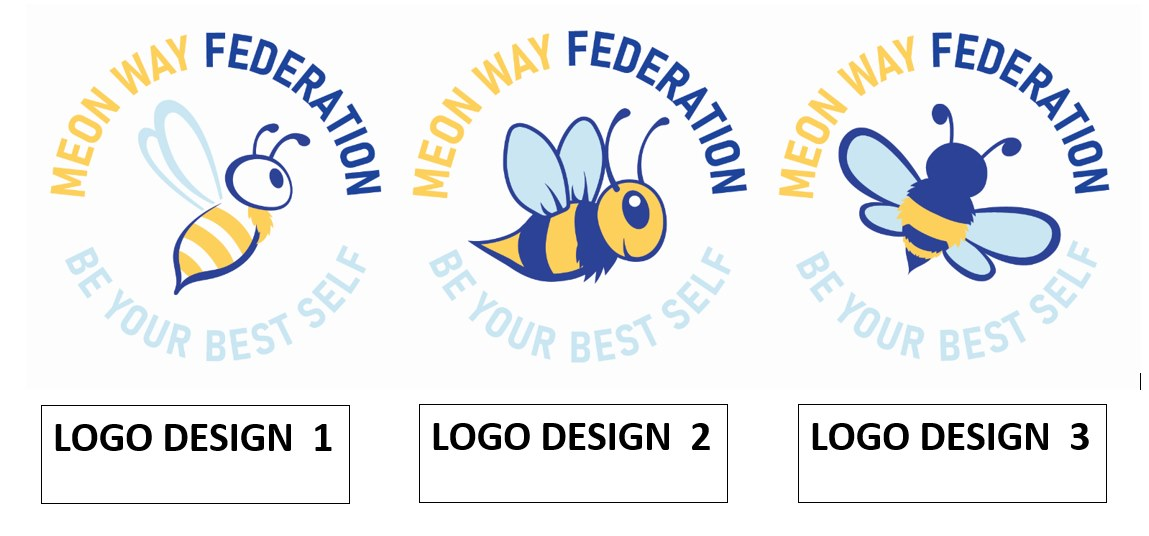 MEON WAY FEDERATION
BE YOUR BEST SELF
MEON WAY FEDERATION
BE YOUR BEST SELF
MEON WAY FEDERATION
BE YOUR BEST SELF
LOGO DESIGN 1
LOGO DESIGN 2
LOGO DESIGN 3